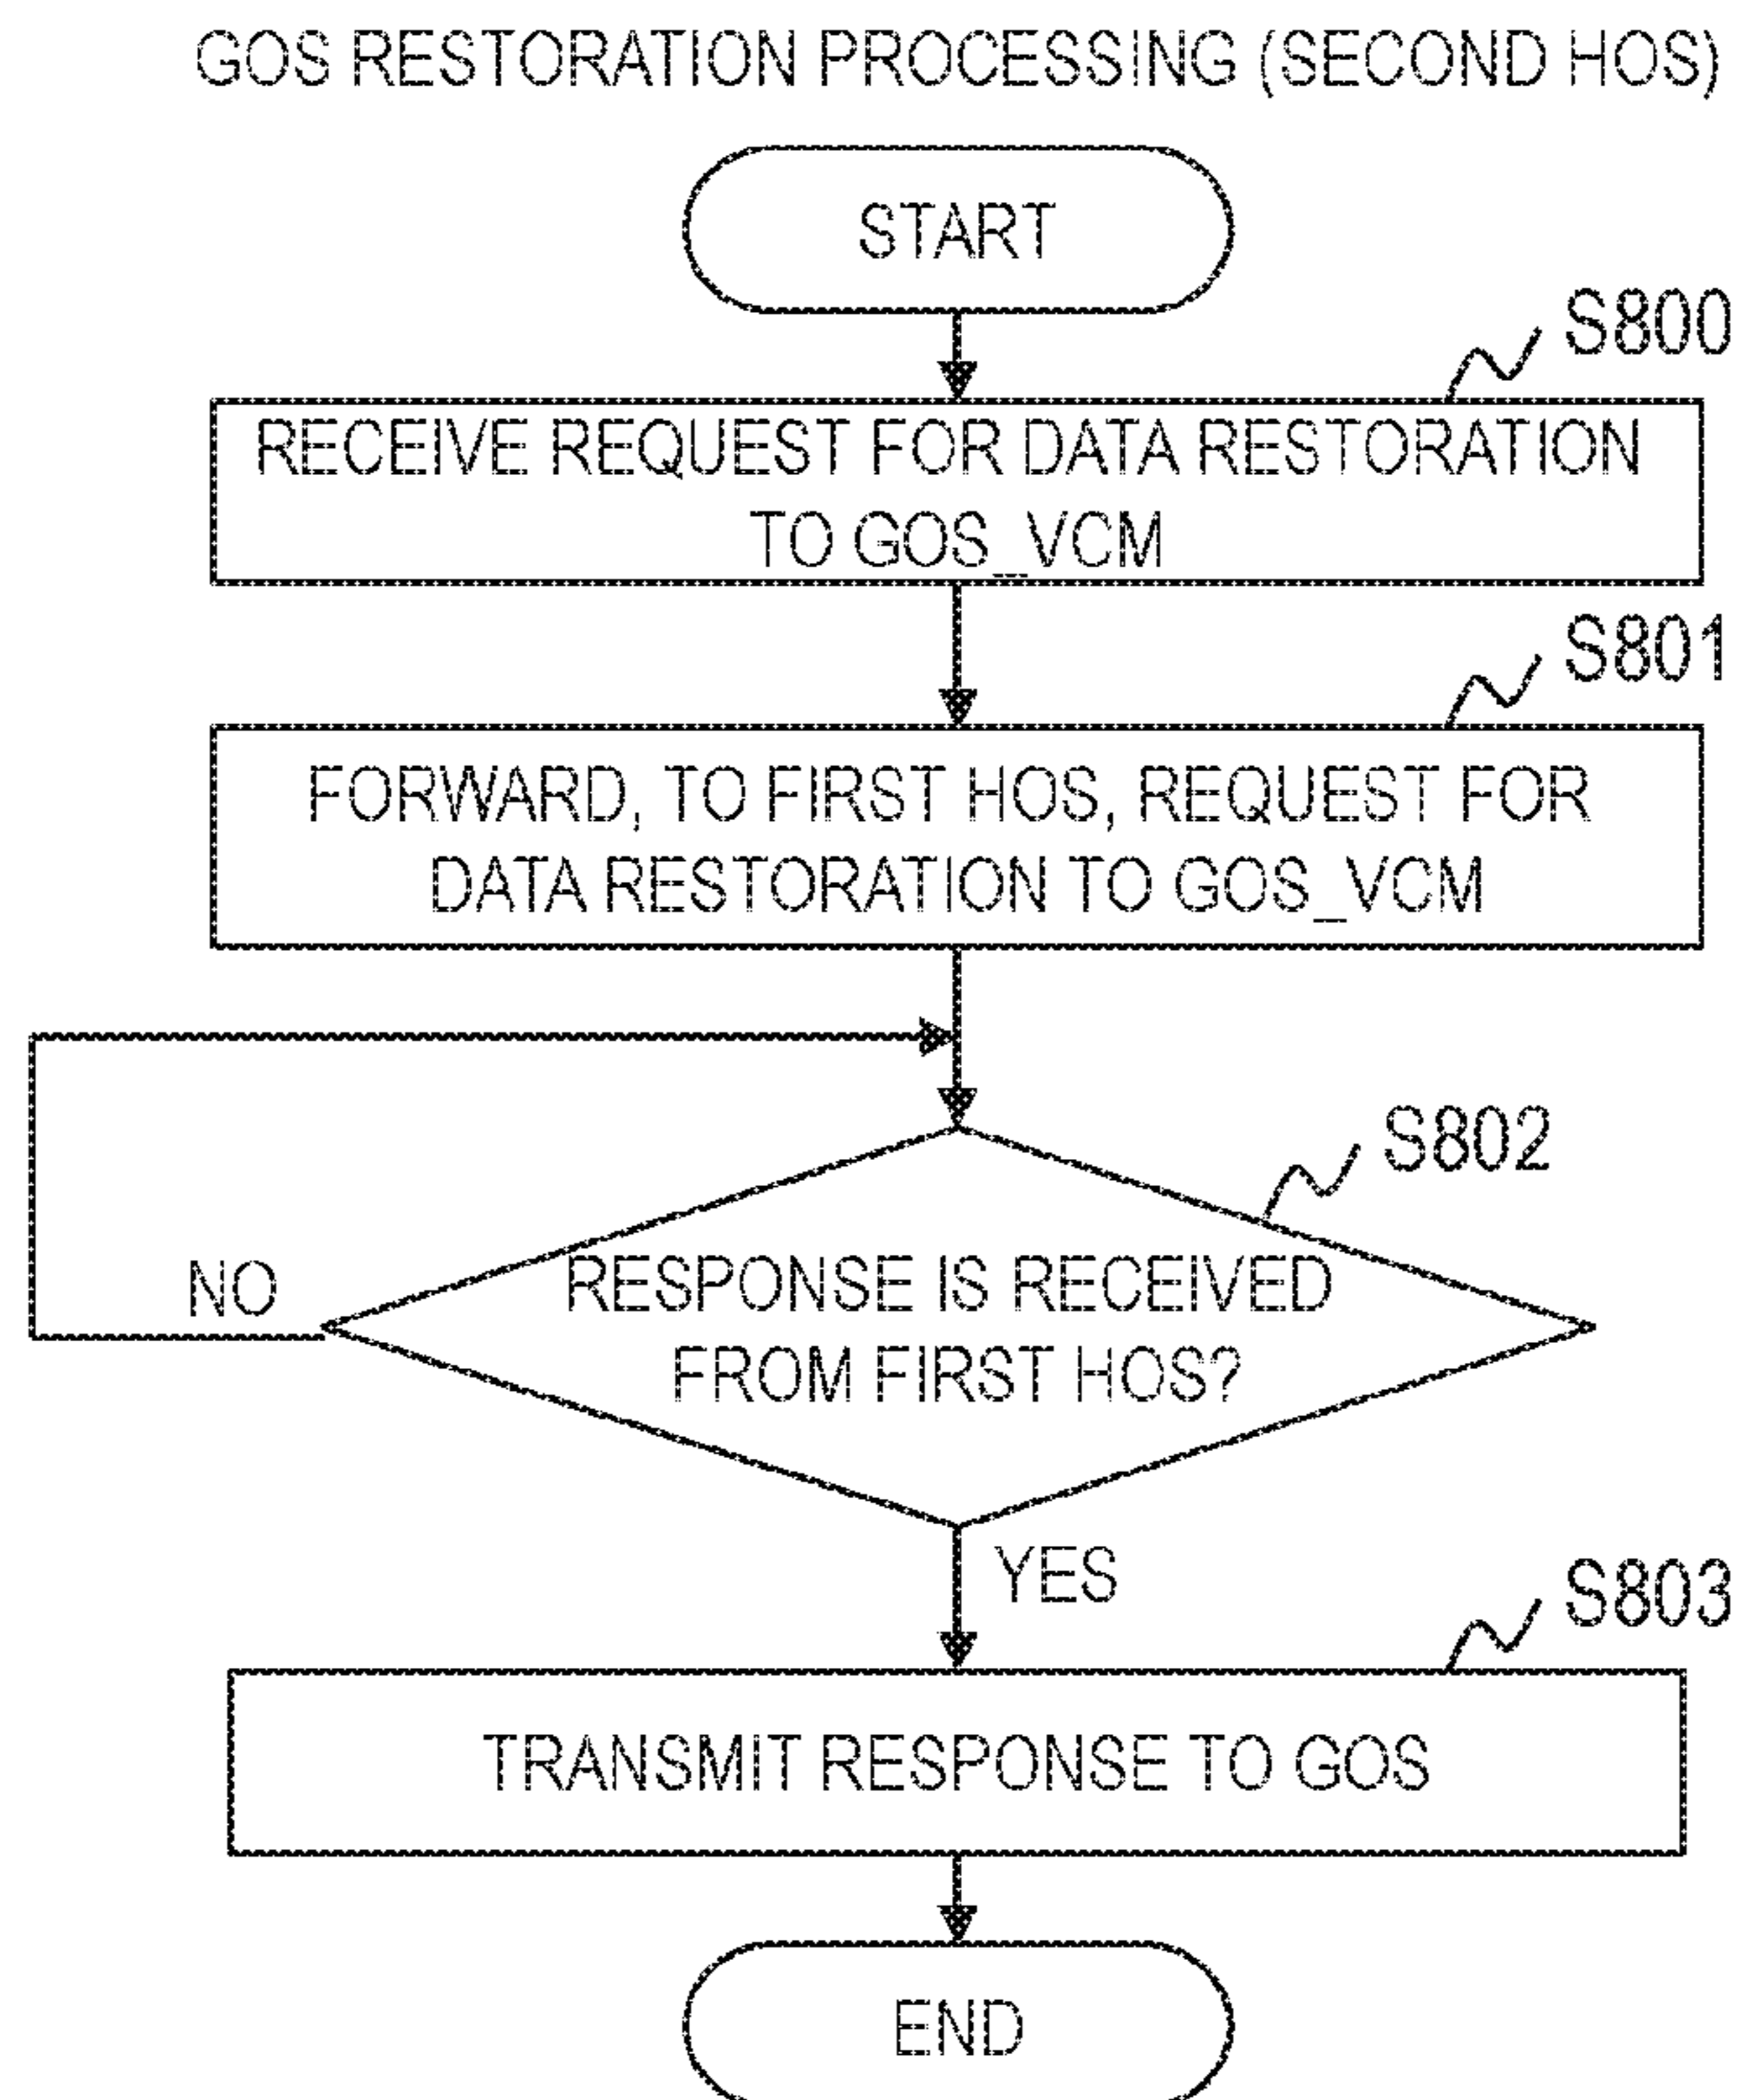 GOS RESTORATION PROCESSING (SECOND HOS)
START
S800
RECEIVE REQUEST FOR DATA RESTORATION
TO GOS_VCM
S801
FORWARD, TO FIRST HOS, REQUEST FOR
DATA RESTORATION TO GOS_VCM
S802
NO
RESPONSE IS RECEIVED
FROM FIRST HOS?
YES
S803
TRANSMIT RESPONSE TO GOS
END